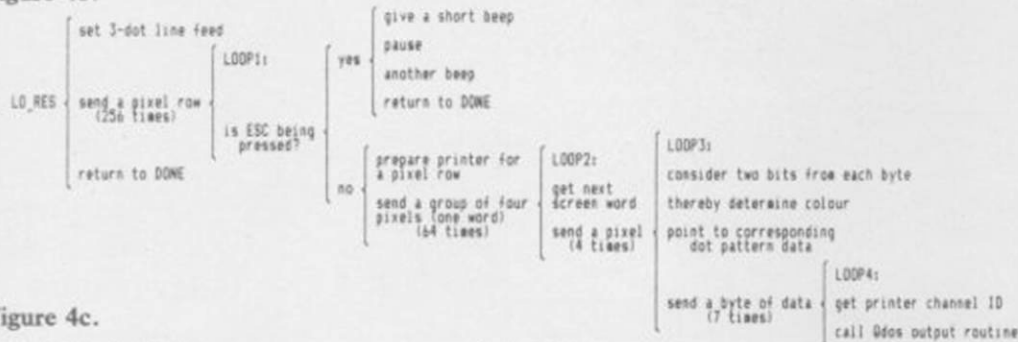 set 3-dot line feed
LO_RES
send a pixel row
(256 times)
return to DONE
LOOP1:
is ESC being
pressed?
yes
give a short beep
pause
another beep
return to DONE
no
prepare printer for
a pixel row
send a group of four
pixels (one word)
(64 times)
LOOP2:
get next
screen word
send a pixel
(4 times)
LOOP3:
consider two bits from each byte
thereby determine colour
point to corresponding
dot pattern data
send a byte of data
(7 times)
LOOP4:
get printer channel ID
call Qdos output routine
igure 4c.